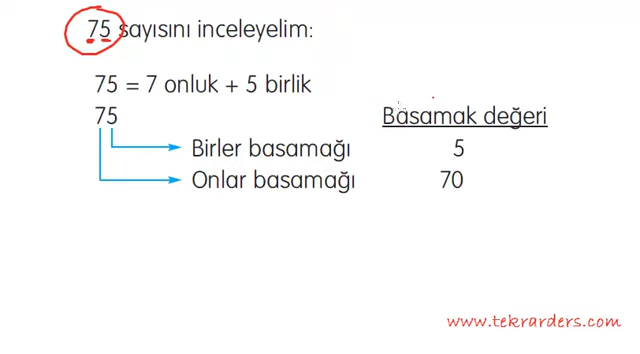 75 sayısını inceleyelim:
75 = 7 onluk + 5 birlik
75 Basamak değeri
Birler basamağı 5
Onlar basamağı 70
www.tekrarders.com